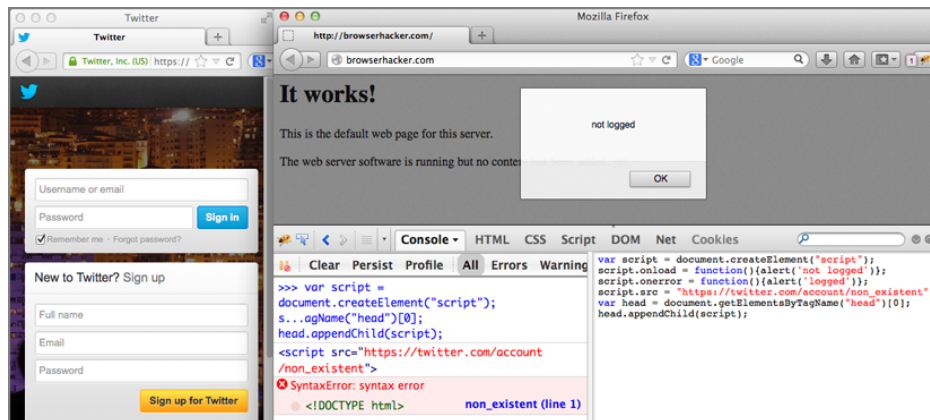 Twitter
Twitter
Twitter, Inc. (US) https://
Username or email
Password
Sign in
Remember me · Forgot password?
New to Twitter? Sign up
Full name
Email
Password
Sign up for Twitter
Mozilla Firefox
http://browserhacker.com/
browserhacker.com
Google
1
It works!
This is the default web page for this server.
The web server software is running but no
not logged
OK
Console
HTML
CSS
Script
DOM
Net
Cookies
Clear
Persist
Profile
All
Errors
Warning
>>> var script =
document.createElement("script");
s...agName("head")[0];
head.appendChild(script);
<script src="https://twitter.com/account
/non_existent">
SyntaxError: syntax error
<!DOCTYPE html>
non_existent (line 1)
var script = document.createElement("script");
script.onload = function(){alert('not logged')};
script.onerror = function(){alert('logged')};
script.src = "https://twitter.com/account/non_existent"
var head = document.getElementsByTagName("head")[0];
head.appendChild(script);